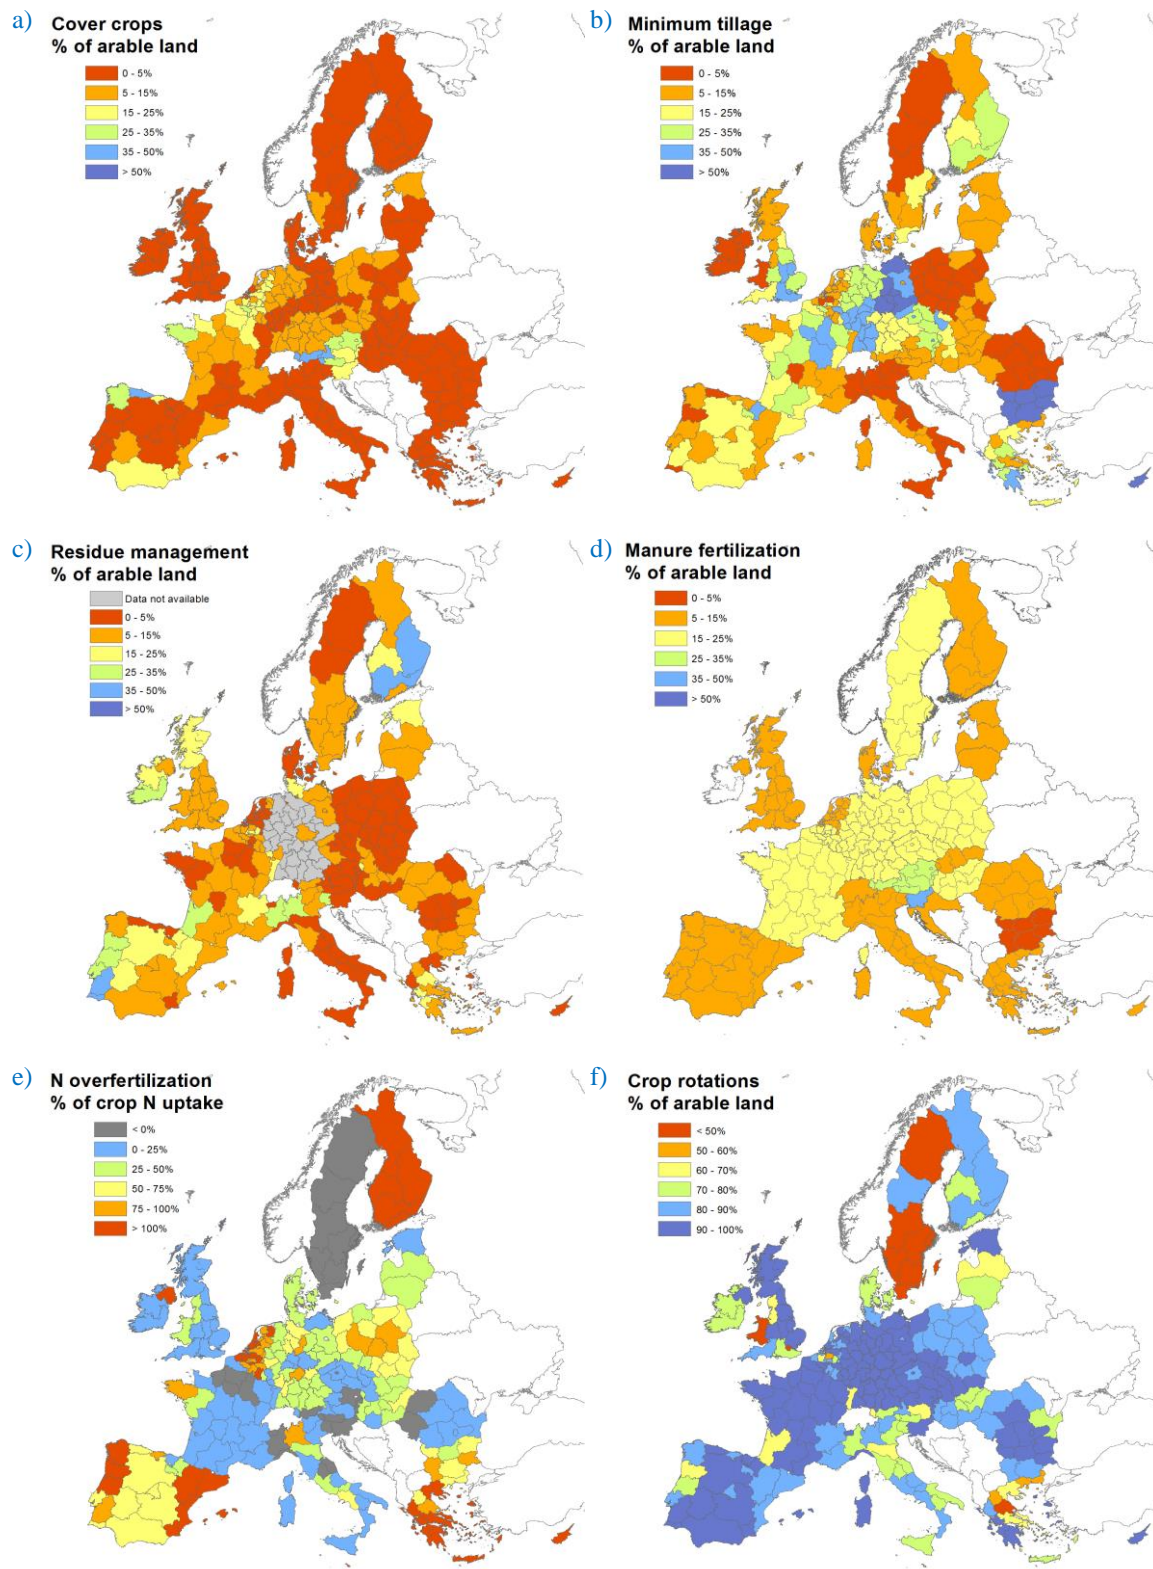 a) Cover crops
% of arable land
0 - 5%
5 - 15%
15 - 25%
25 - 35%
35 - 50%
> 50%
b) Minimum tillage
% of arable land
0 - 5%
5 - 15%
15 - 25%
25 - 35%
35 - 50%
> 50%
c) Residue management
% of arable land
Data not available
0 - 5%
5 - 15%
15 - 25%
25 - 35%
35 - 50%
> 50%
d) Manure fertilization
% of arable land
0 - 5%
5 - 15%
15 - 25%
25 - 35%
35 - 50%
> 50%
e) N overfertilization
% of crop N uptake
< 0%
0 - 25%
25 - 50%
50 - 75%
75 - 100%
> 100%
f) Crop rotations
% of arable land
< 50%
50 - 60%
60 - 70%
70 - 80%
80 - 90%
90 - 100%